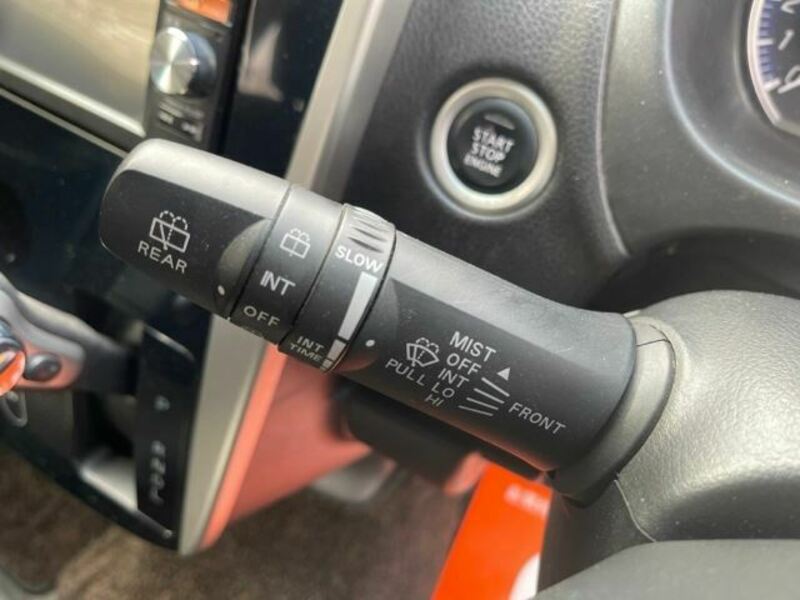 START
STOP
ENGINE
REAR
INT
OFF
SLOW
INT
TIME
MIST
OFF
INT
PULL LO
HI
FRONT